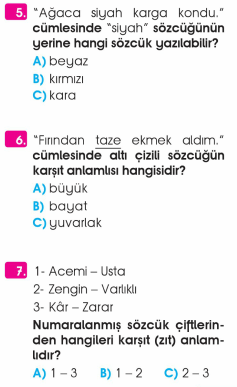 5. “Ağaca siyah karga kondu.”
cümlesinde “siyah” sözcüğünün
yerine hangi sözcük yazılabilir?
A) beyaz
B) kırmızı
C) kara
6. “Fırından taze ekmek aldım.”
cümlesinde altı çizili sözcüğün
karşıt anlamlısı hangisidir?
A) büyük
B) bayat
C) yuvarlak
7. 1- Acemi – Usta
2- Zengin – Varlıklı
3- Kâr – Zarar
Numaralanmış sözcük çiftlerin-
den hangileri karşıt (zıt) anlam-
lıdır?
A) 1 – 3 B) 1 – 2 C) 2 – 3